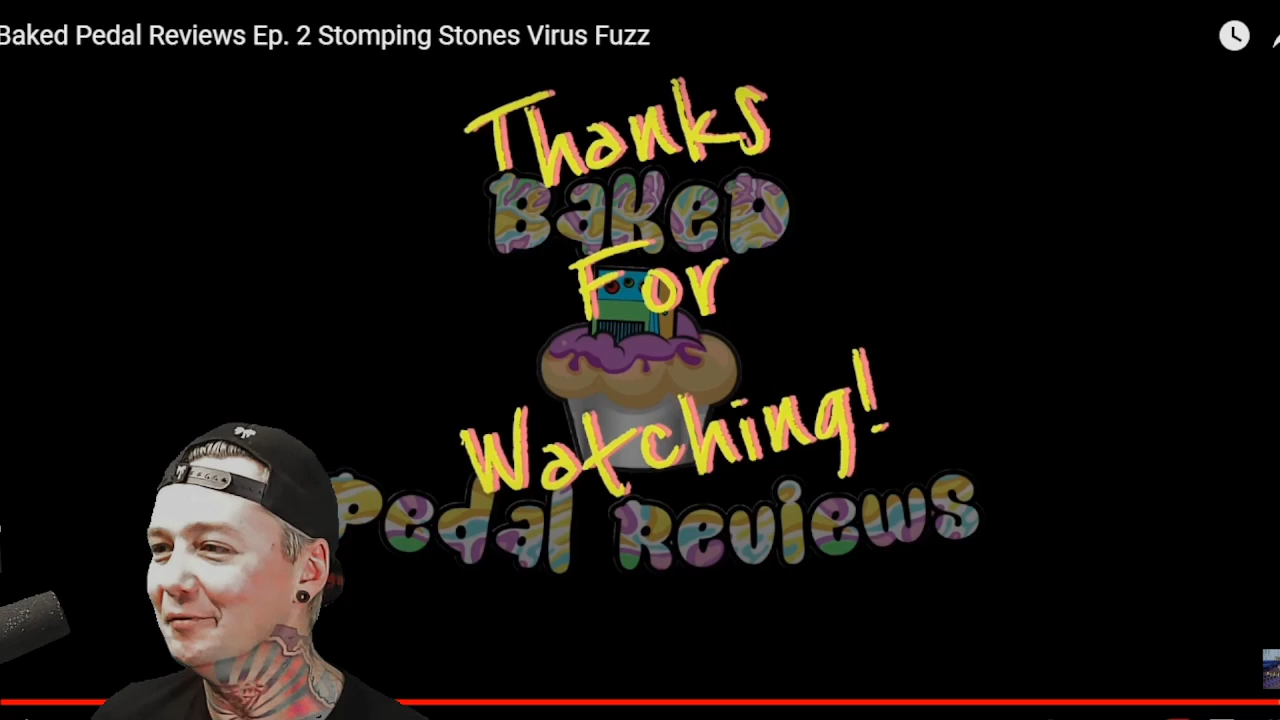 Baked Pedal Reviews Ep. 2 Stomping Stones Virus Fuzz
Thanks
BaKeD
For
Watching!
Pedal Reviews